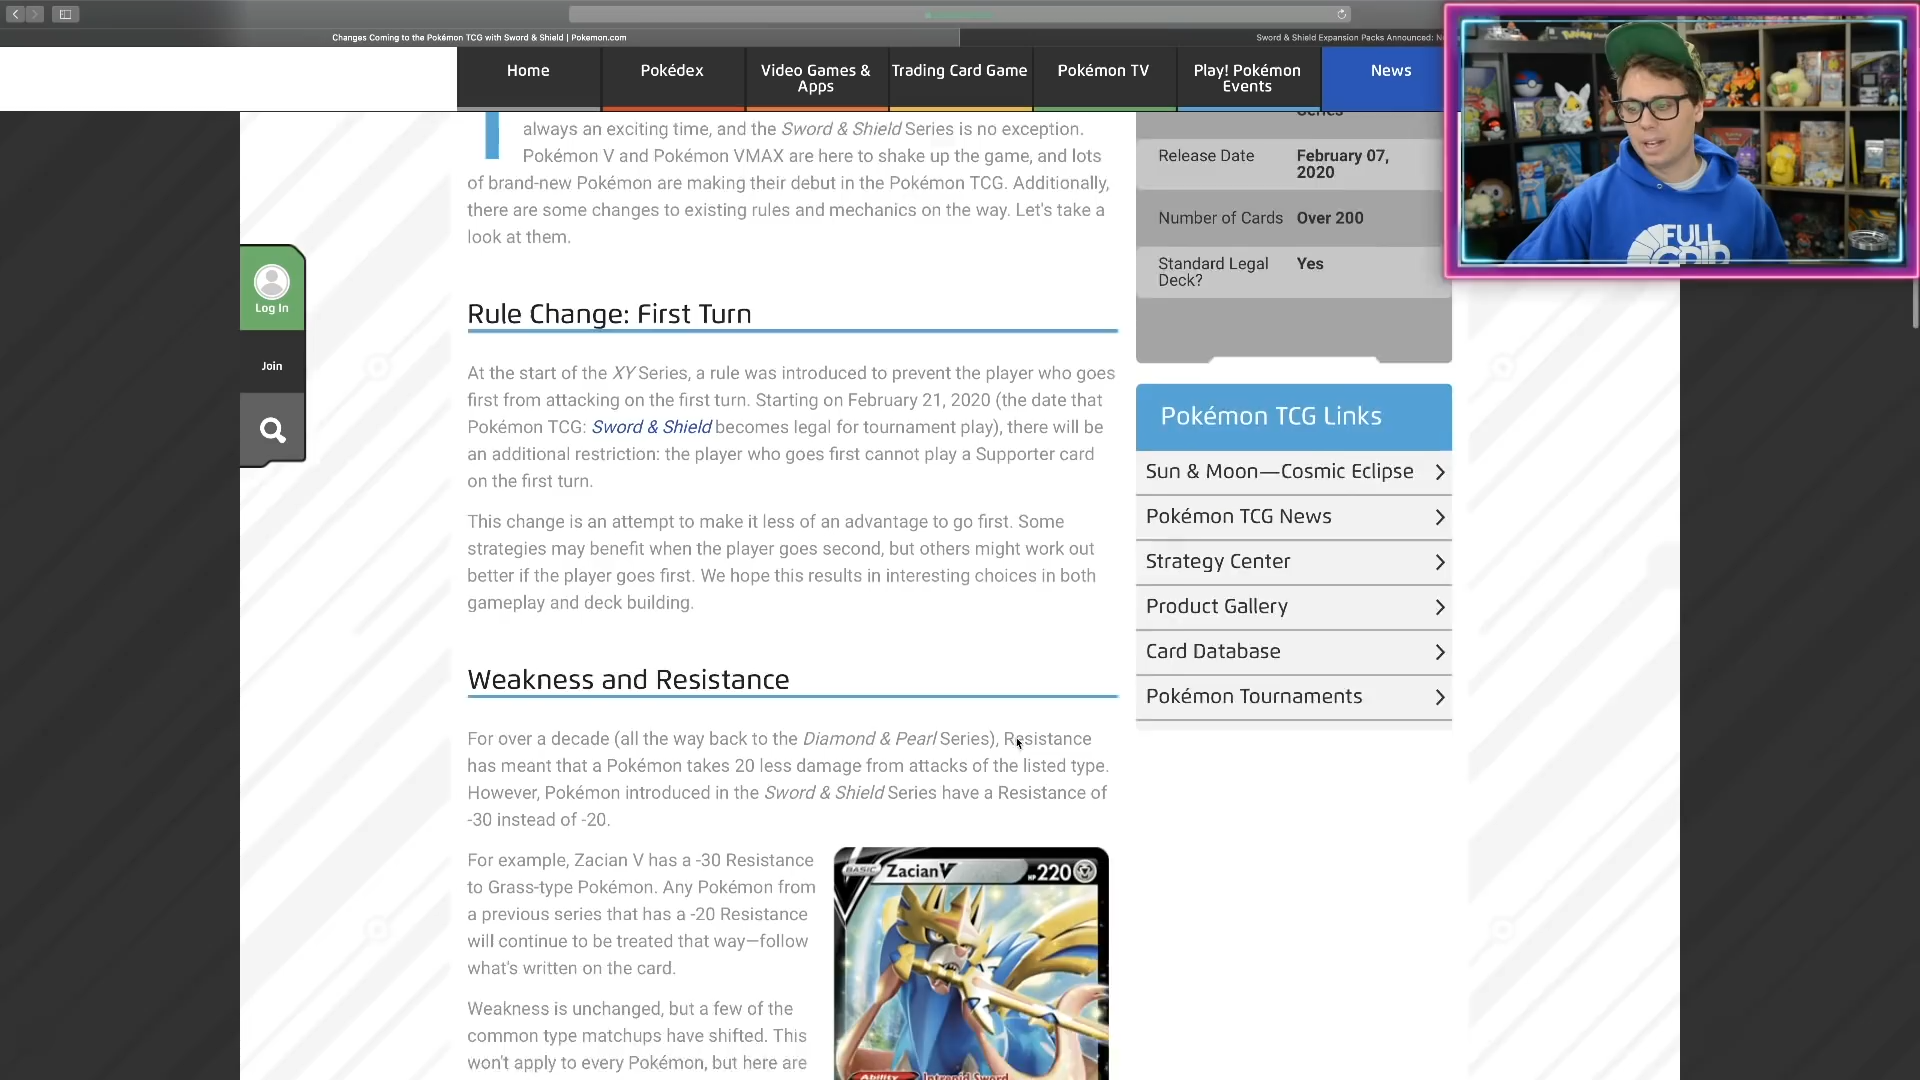 Changes Coming to the Pokémon TCG with Sword & Shield | Pokemon.com
Sword & Shield Expansion Packs Announced:
Home
Pokédex
Video Games & Apps
Trading Card Game
Pokémon TV
Play! Pokémon Events
News
always an exciting time, and the Sword & Shield Series is no exception.
Pokémon V and Pokémon VMAX are here to shake up the game, and lots
of brand-new Pokémon are making their debut in the Pokémon TCG. Additionally,
there are some changes to existing rules and mechanics on the way. Let's take a
look at them.
Rule Change: First Turn
At the start of the XY Series, a rule was introduced to prevent the player who goes
first from attacking on the first turn. Starting on February 21, 2020 (the date that
Pokémon TCG: Sword & Shield becomes legal for tournament play), there will be
an additional restriction: the player who goes first cannot play a Supporter card
on the first turn.
This change is an attempt to make it less of an advantage to go first. Some
strategies may benefit when the player goes second, but others might work out
better if the player goes first. We hope this results in interesting choices in both
gameplay and deck building.
Weakness and Resistance
For over a decade (all the way back to the Diamond & Pearl Series), Resistance
has meant that a Pokémon takes 20 less damage from attacks of the listed type.
However, Pokémon introduced in the Sword & Shield Series have a Resistance of
-30 instead of -20.
For example, Zacian V has a -30 Resistance
to Grass-type Pokémon. Any Pokémon from
a previous series that has a -20 Resistance
will continue to be treated that way—follow
what's written on the card.
Weakness is unchanged, but a few of the
common type matchups have shifted. This
won't apply to every Pokémon, but here are
BASIC Zacian V HP 220
Ability Intrepid Sword
Log In
Join
Series
Release Date February 07, 2020
Number of Cards Over 200
Standard Legal Deck? Yes
Pokémon TCG Links
Sun & Moon—Cosmic Eclipse
Pokémon TCG News
Strategy Center
Product Gallery
Card Database
Pokémon Tournaments
FULL
GRIP